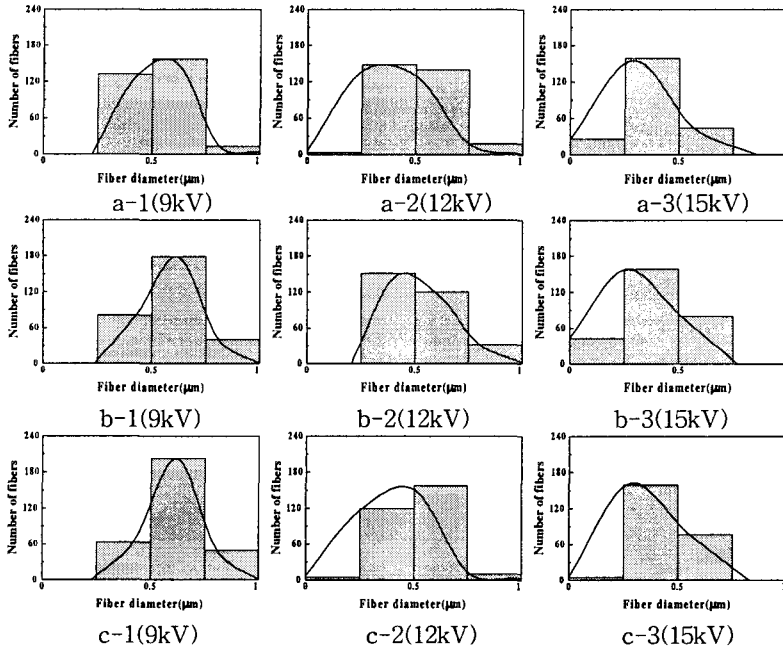 240
180
120
60
0
Number of fibers
0
0.5
1
Fiber diameter(μm)
a-1(9kV)
240
180
120
60
0
Number of fibers
0
0.5
1
Fiber diameter(μm)
a-2(12kV)
240
180
120
60
0
Number of fibers
0
0.5
1
Fiber diameter(μm)
a-3(15kV)
240
180
120
60
0
Number of fibers
0
0.5
1
Fiber diameter(μm)
b-1(9kV)
240
180
120
60
0
Number of fibers
0
0.5
1
Fiber diameter(μm)
b-2(12kV)
240
180
120
60
0
Number of fibers
0
0.5
1
Fiber diameter(μm)
b-3(15kV)
240
180
120
60
0
Number of fibers
0
0.5
1
Fiber diameter(μm)
c-1(9kV)
240
180
120
60
0
Number of fibers
0
0.5
1
Fiber diameter(μm)
c-2(12kV)
240
180
120
60
0
Number of fibers
0
0.5
1
Fiber diameter(μm)
c-3(15kV)